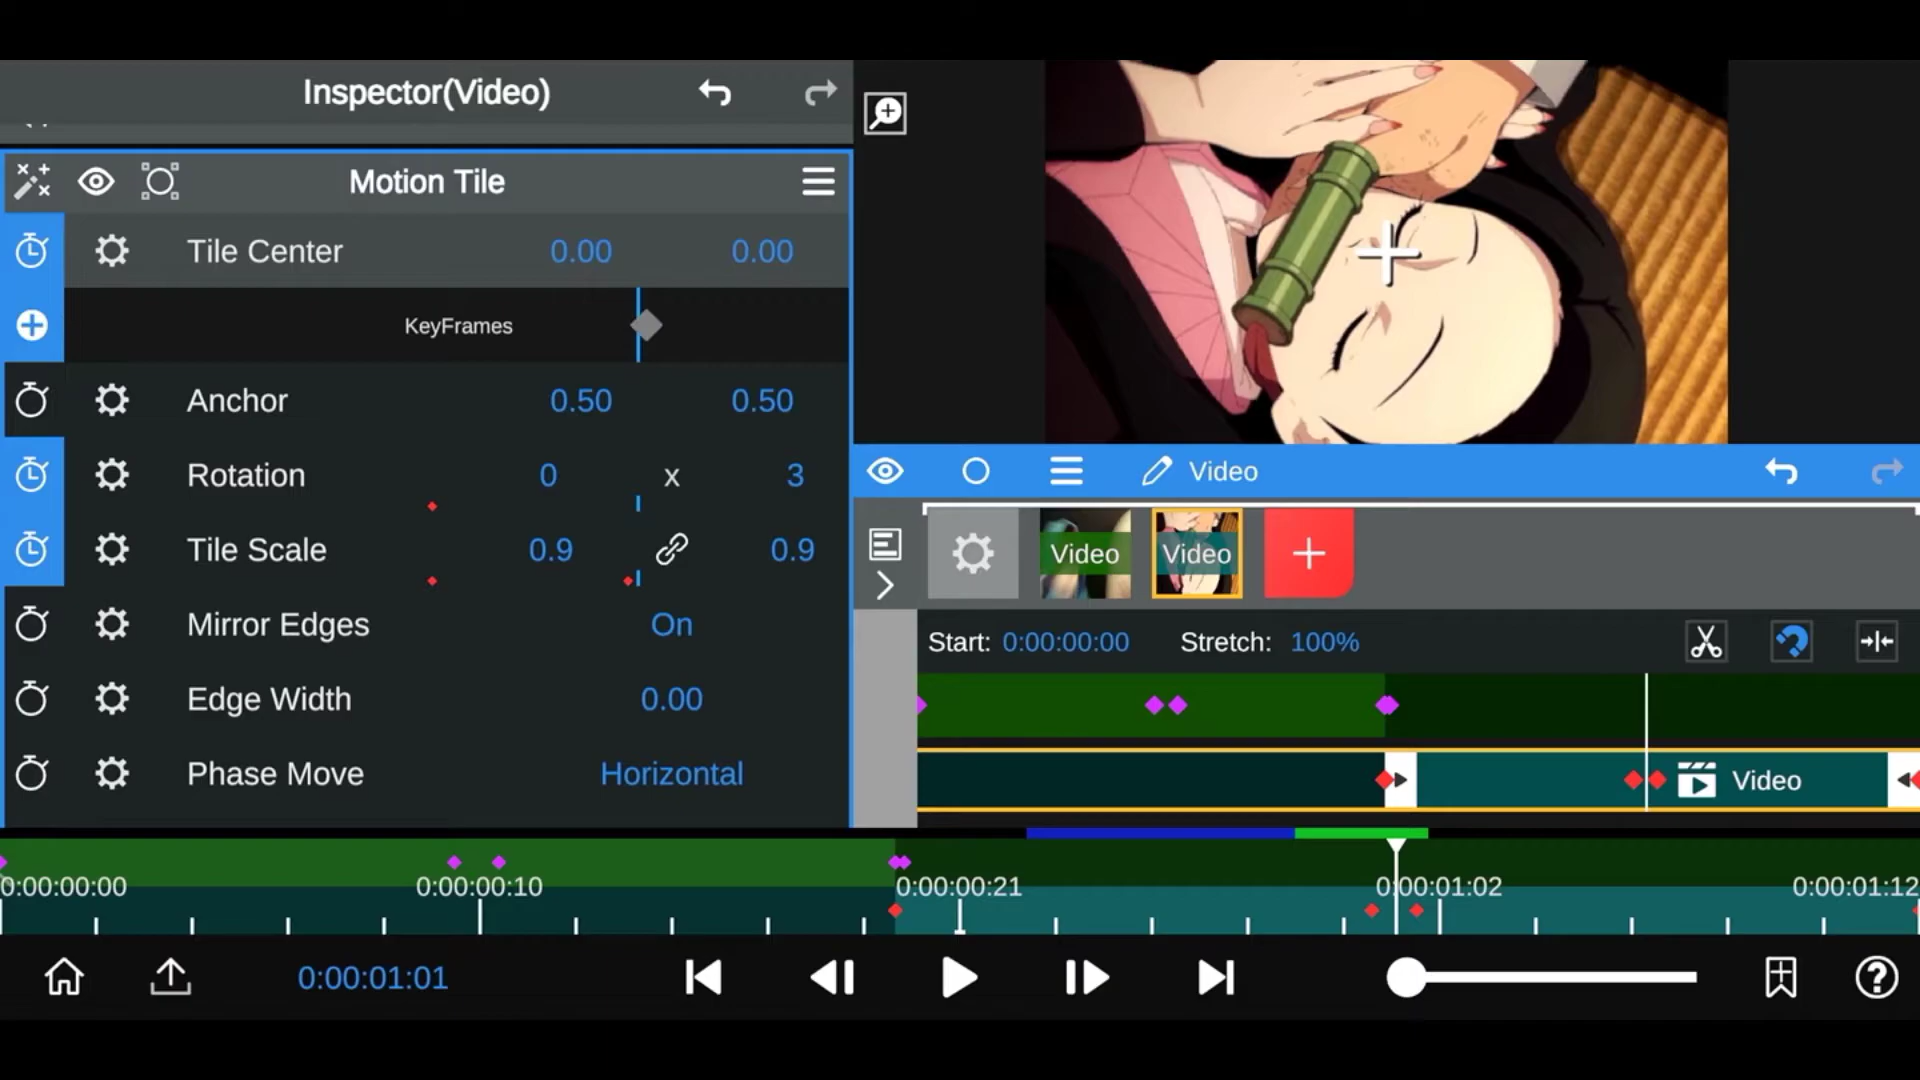 Inspector(Video)
Motion Tile
Tile Center 0.00 0.00
KeyFrames
Anchor 0.50 0.50
Rotation 0 x 3
Tile Scale 0.9 0.9
Mirror Edges On
Edge Width 0.00
Phase Move Horizontal
Video
Video Video
Start: 0:00:00:00 Stretch: 100%
Video
0:00:00:00 0:00:00:10 0:00:00:21 0:00:01:02 0:00:01:12
0:00:01:01